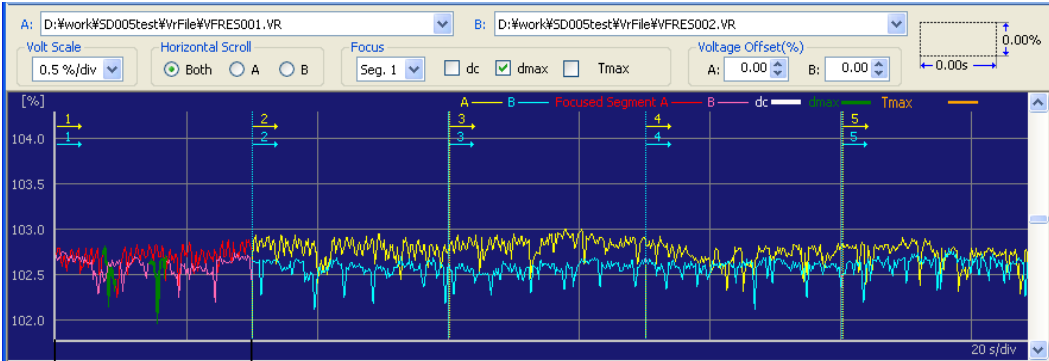 A: D:¥work¥SD005test¥VrFile¥VFRES001.VR B: D:¥work¥SD005test¥VrFile¥VFRES002.VR
Volt Scale Horizontal Scroll Focus Voltage Offset(%) 0.00%
0.5 %/div Both A B Seg. 1 dc dmax Tmax A: 0.00 B: 0.00 0.00s
[%] A B Focused Segment A B dc dmax Tmax
1 2 3 4 5
1 2 3 4 5
104.0
103.5
103.0
102.5
102.0
20 s/div